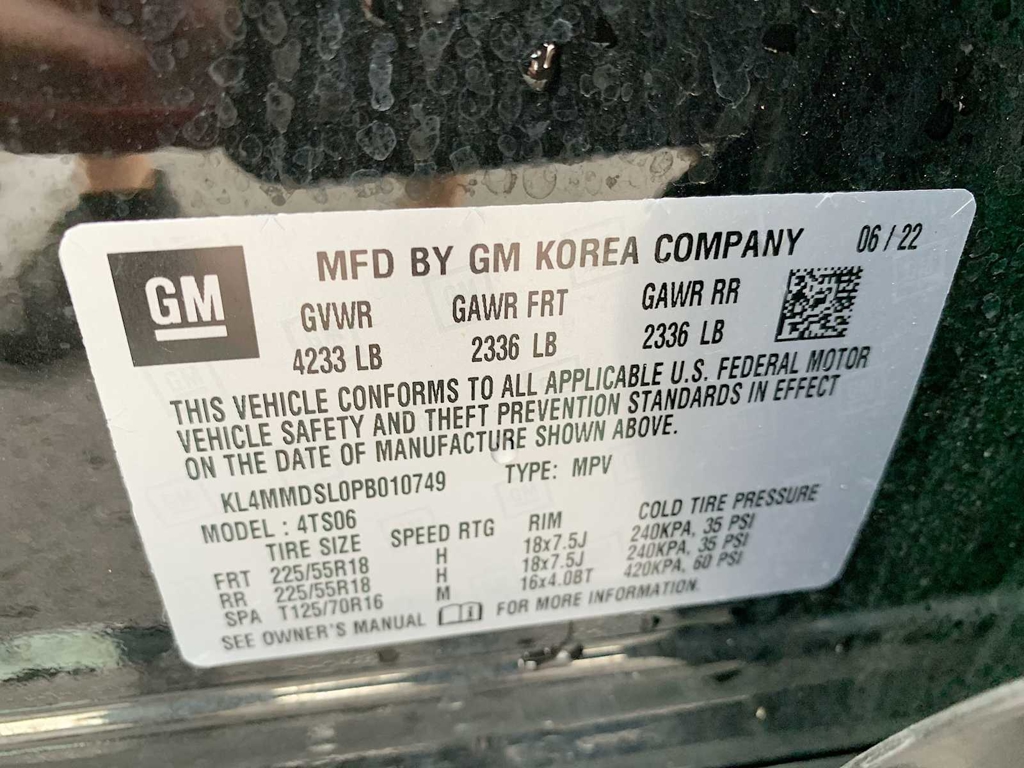 GM
MFD BY GM KOREA COMPANY 06 / 22
GVWR GAWR FRT GAWR RR
4233 LB 2336 LB 2336 LB
THIS VEHICLE CONFORMS TO ALL APPLICABLE U.S. FEDERAL MOTOR
VEHICLE SAFETY AND THEFT PREVENTION STANDARDS IN EFFECT
ON THE DATE OF MANUFACTURE SHOWN ABOVE.
KL4MMDSL0PB010749 TYPE: MPV
MODEL : 4TS06
TIRE SIZE SPEED RTG RIM COLD TIRE PRESSURE
FRT 225/55R18 H 18x7.5J 240KPA, 35 PSI
RR 225/55R18 H 18x7.5J 240KPA, 35 PSI
SPA T125/70R16 M 16x4.0BT 420KPA, 60 PSI
SEE OWNER'S MANUAL FOR MORE INFORMATION.